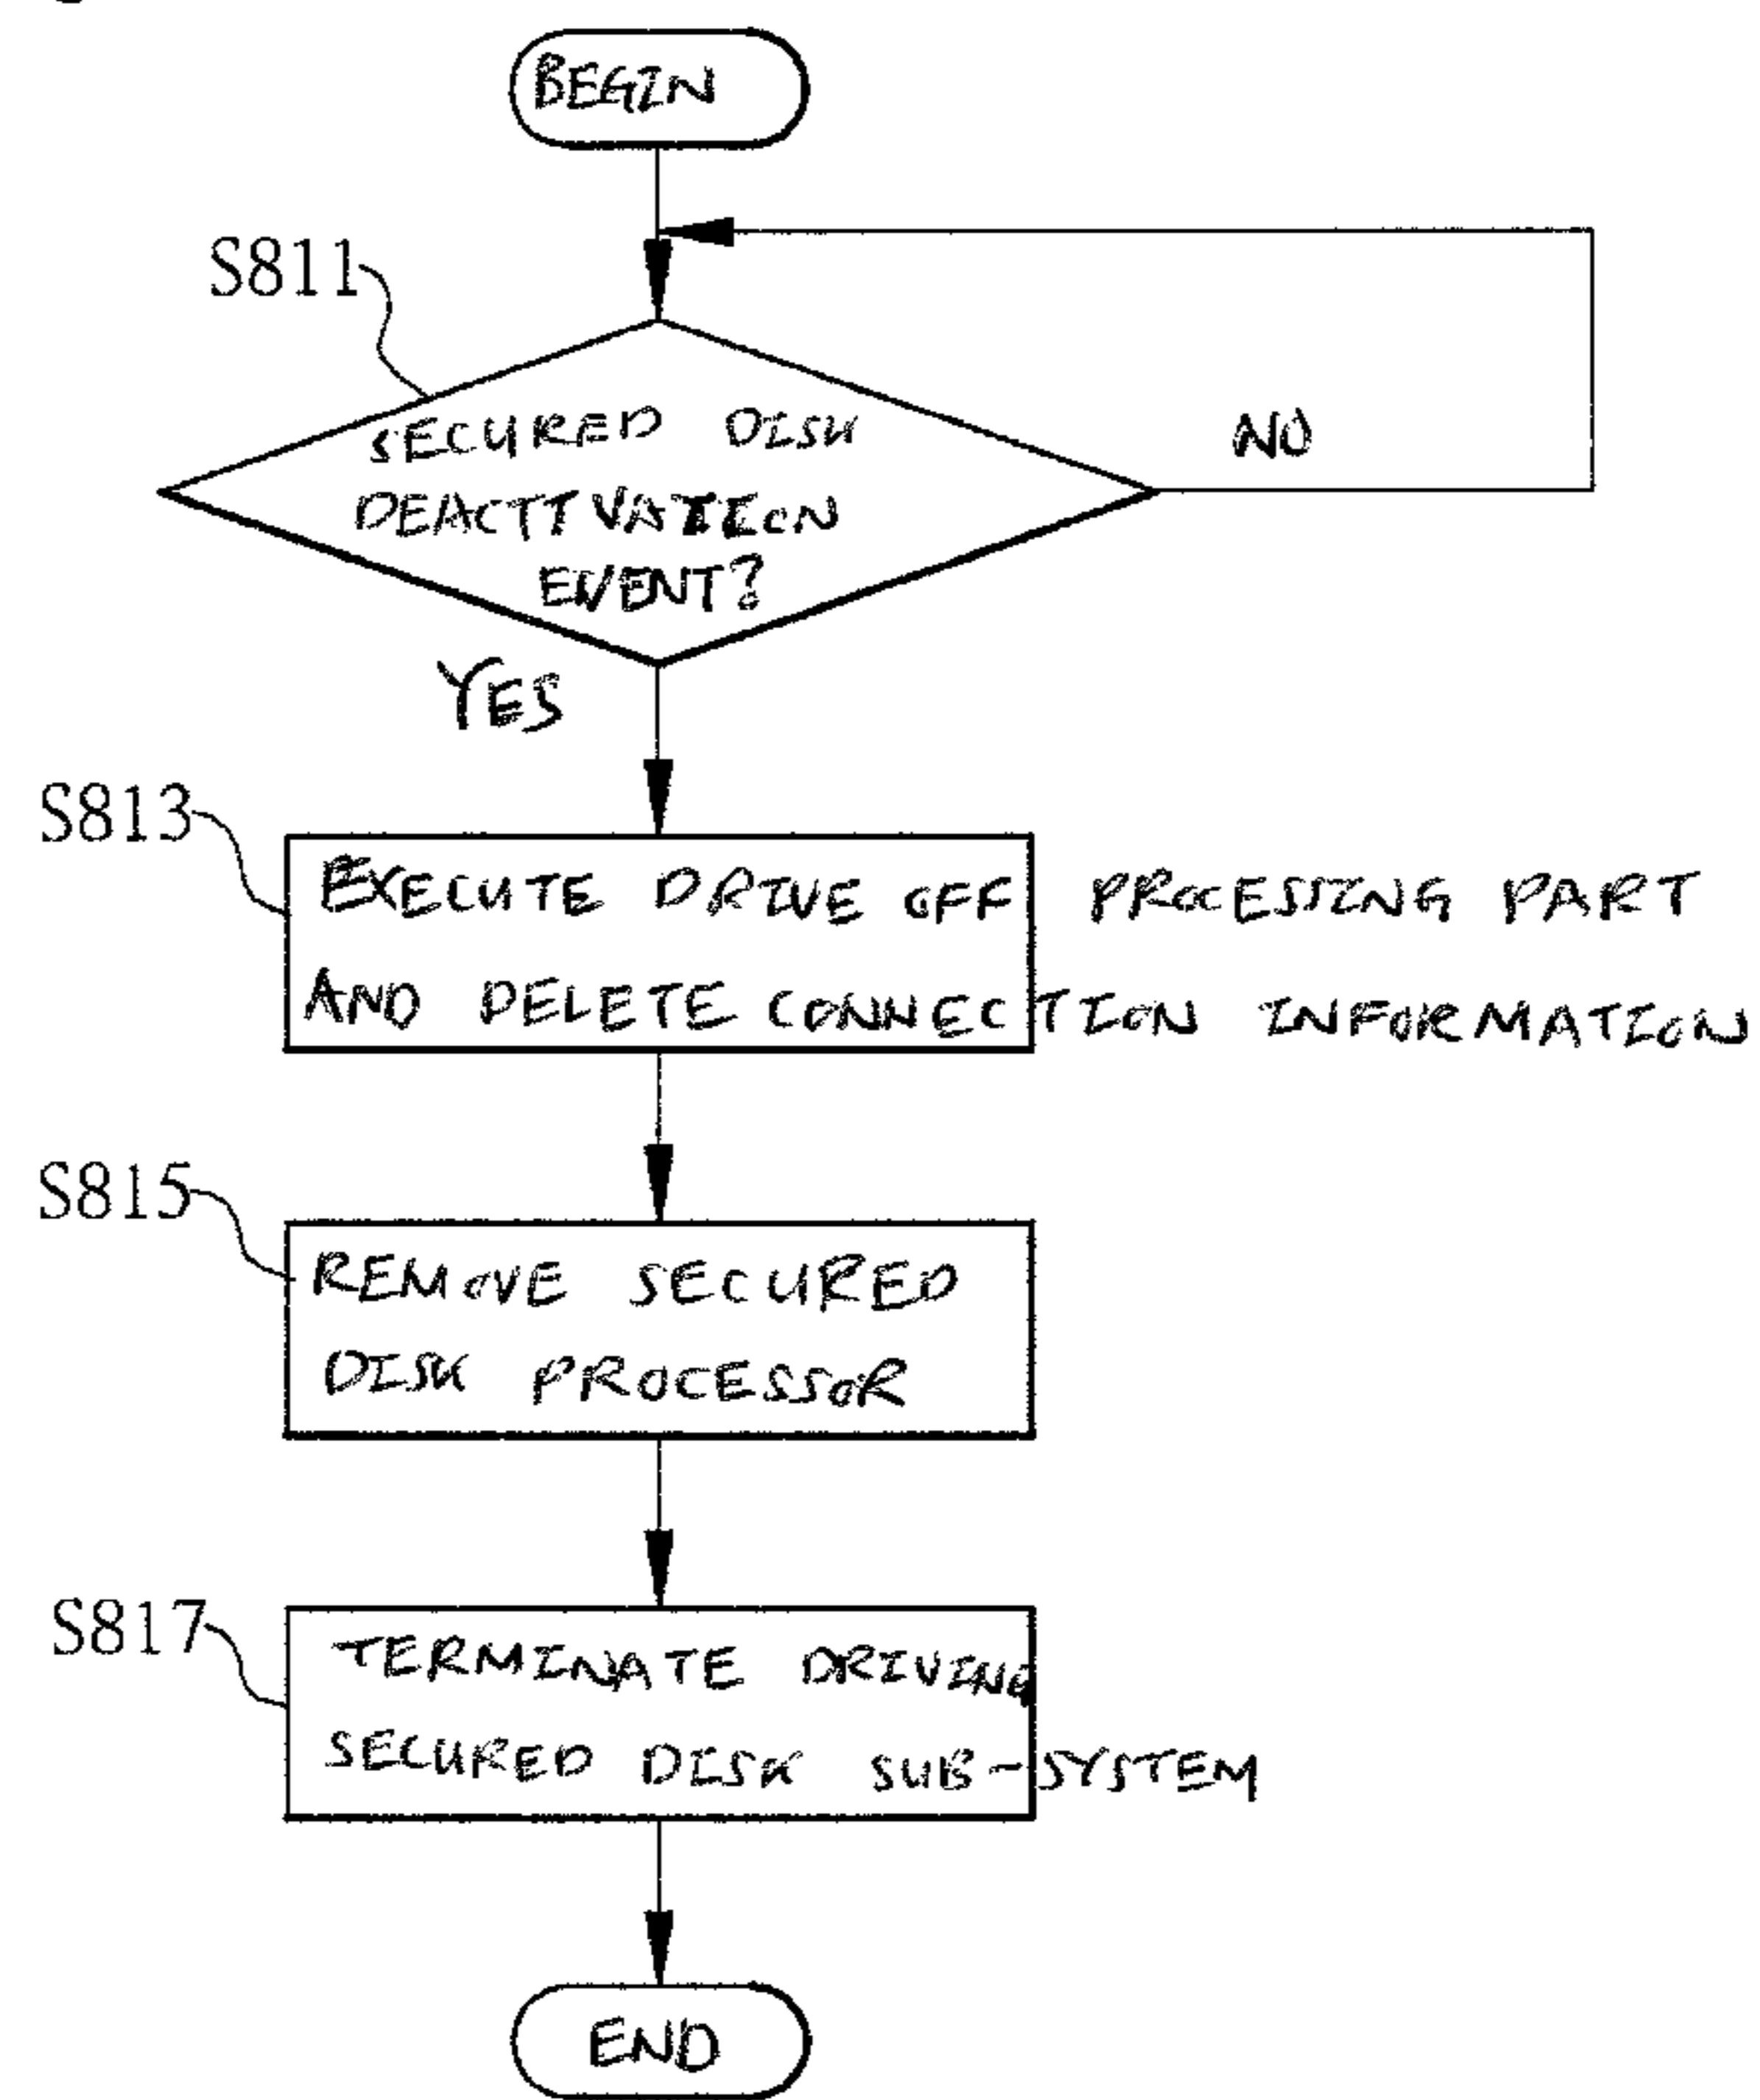 BEGIN
S811
SECURED DISK
DEACTIVATION
EVENT?
NO
YES
S813
EXECUTE DRIVE OFF PROCESSING PART
AND DELETE CONNECTION INFORMATION
S815
REMOVE SECURED
DISK PROCESSOR
S817
TERMINATE DRIVING
SECURED DISK SUB-SYSTEM
END